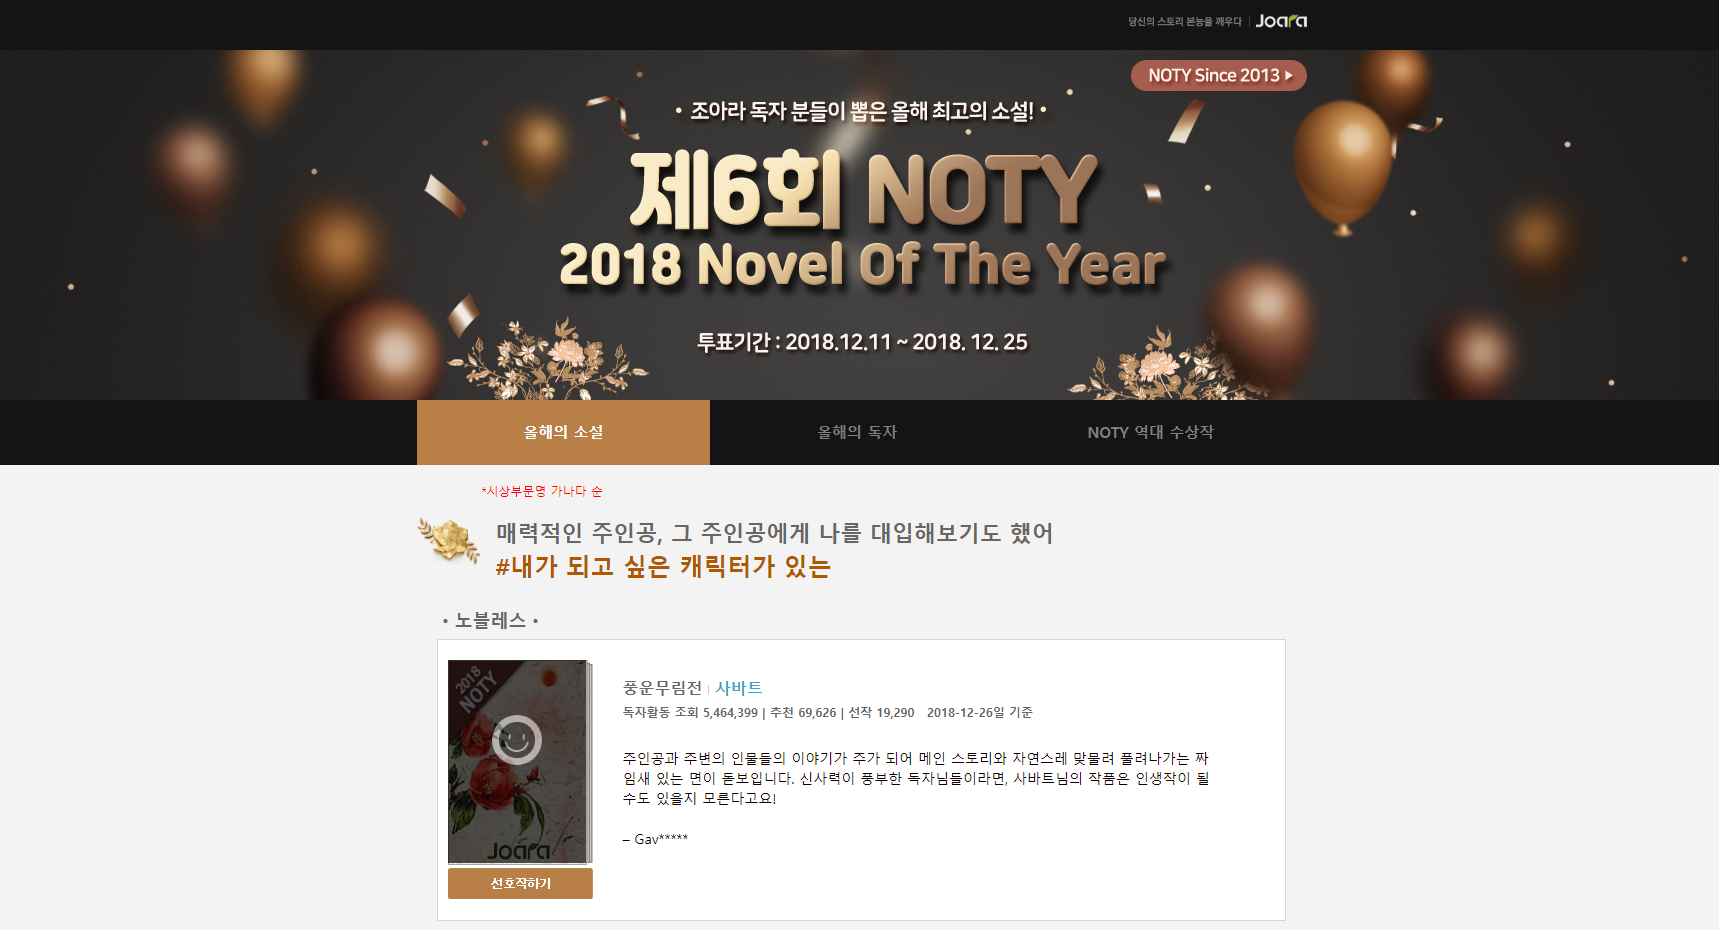 당신의 스토리 본능을 깨우다 | Joara
NOTY Since 2013
• 조아라 독자 분들이 뽑은 올해 최고의 소설! •
제6회 NOTY
2018 Novel Of The Year
투표기간 : 2018.12.11 ~ 2018. 12. 25
올해의 소설
올해의 독자
NOTY 역대 수상작
*시상부문명 가나다 순
매력적인 주인공, 그 주인공에게 나를 대입해보기도 했어
#내가 되고 싶은 캐릭터가 있는
• 노블레스 •
2018
NOTY
Joara
선호작하기
풍운무림전 | 사바트
독자활동 조회 5,464,399 | 추천 69,626 | 선작 19,290 2018-12-26일 기준
주인공과 주변의 인물들의 이야기가 주가 되어 메인 스토리와 자연스레 맞물려 풀려나가는 짜
임새 있는 면이 돋보입니다. 신사력이 풍부한 독자님들이라면, 사바트님의 작품은 인생작이 될
수도 있을지 모른다고요!
– Gav*****